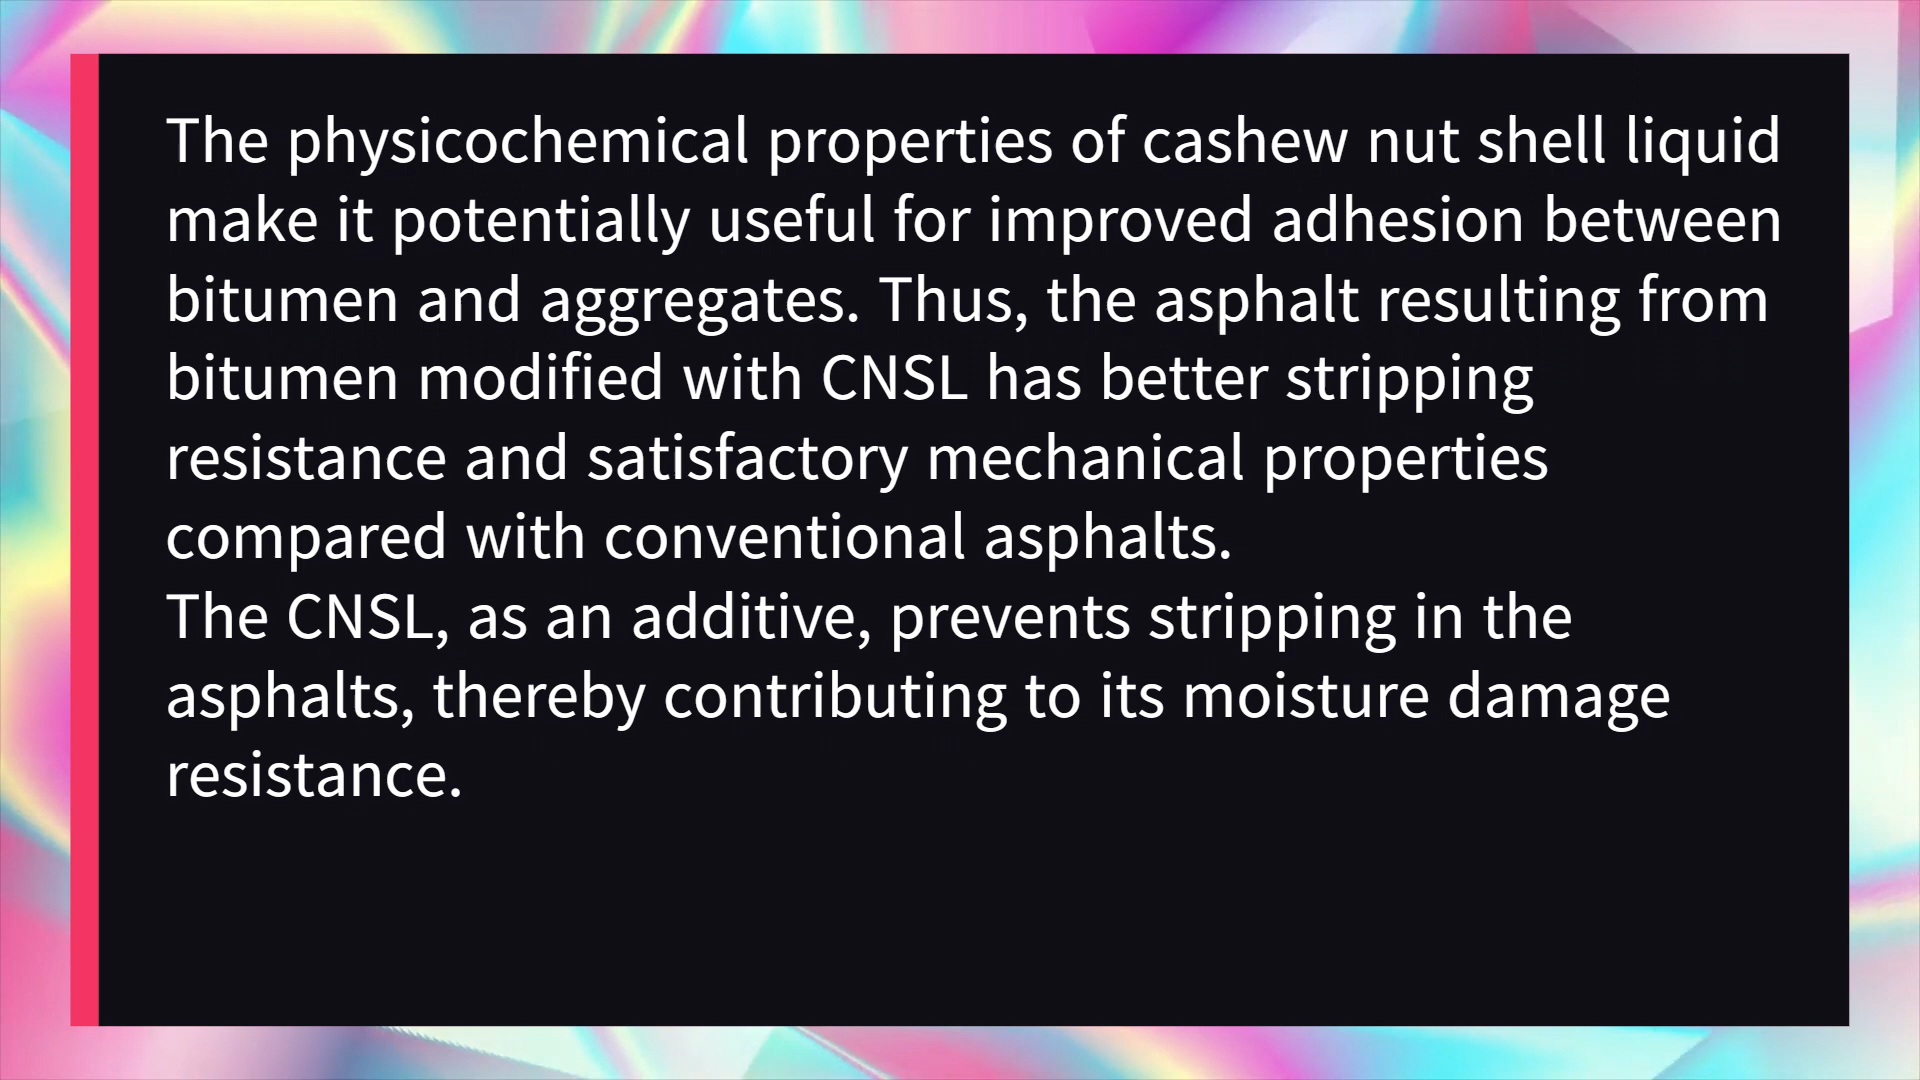 The physicochemical properties of cashew nut shell liquid
make it potentially useful for improved adhesion between
bitumen and aggregates. Thus, the asphalt resulting from
bitumen modified with CNSL has better stripping
resistance and satisfactory mechanical properties
compared with conventional asphalts.
The CNSL, as an additive, prevents stripping in the
asphalts, thereby contributing to its moisture damage
resistance.